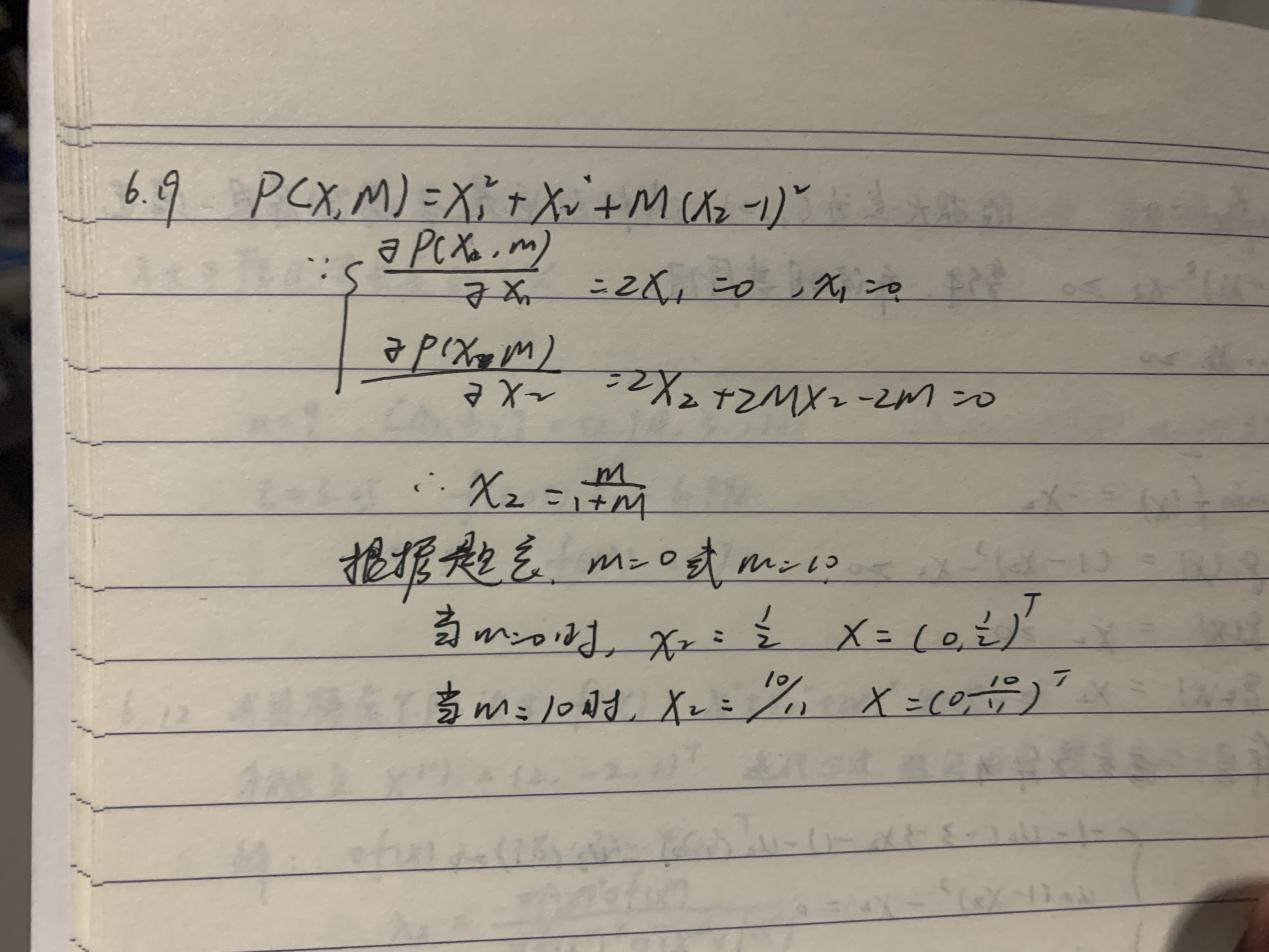 6.9 P(X,M)=X₁²+X₂²+M(X₂-1)²
∵ { ∂P(X,m)/∂X₁ =2X₁=0,x₁=0
∂P(X,m)/∂X₂ =2X₂+2MX₂-2M=0
∴ X₂=m/(1+M)
根据题意,m=0或m=10
当m=0时,X₂=1/2 X=(0,1/2)ᵀ
当m=10时,X₂=10/11 X=(0,10/11)ᵀ